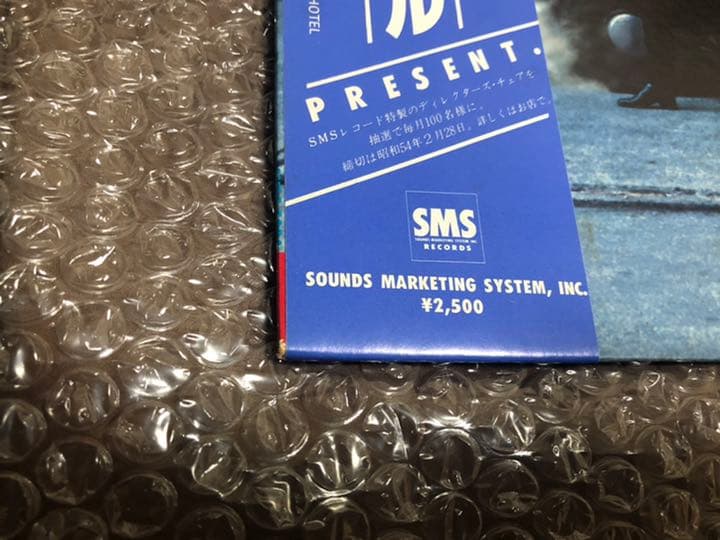 HOTEL
ル
PRESENT.
SMSレコード特製のディレクターズ・チェアを
抽選で毎月100名様に。
締切は昭和54年2月28日。詳しくはお店で。
SMS
SOUNDS MARKETING SYSTEM INC.
RECORDS
SOUNDS MARKETING SYSTEM, INC.
¥2,500